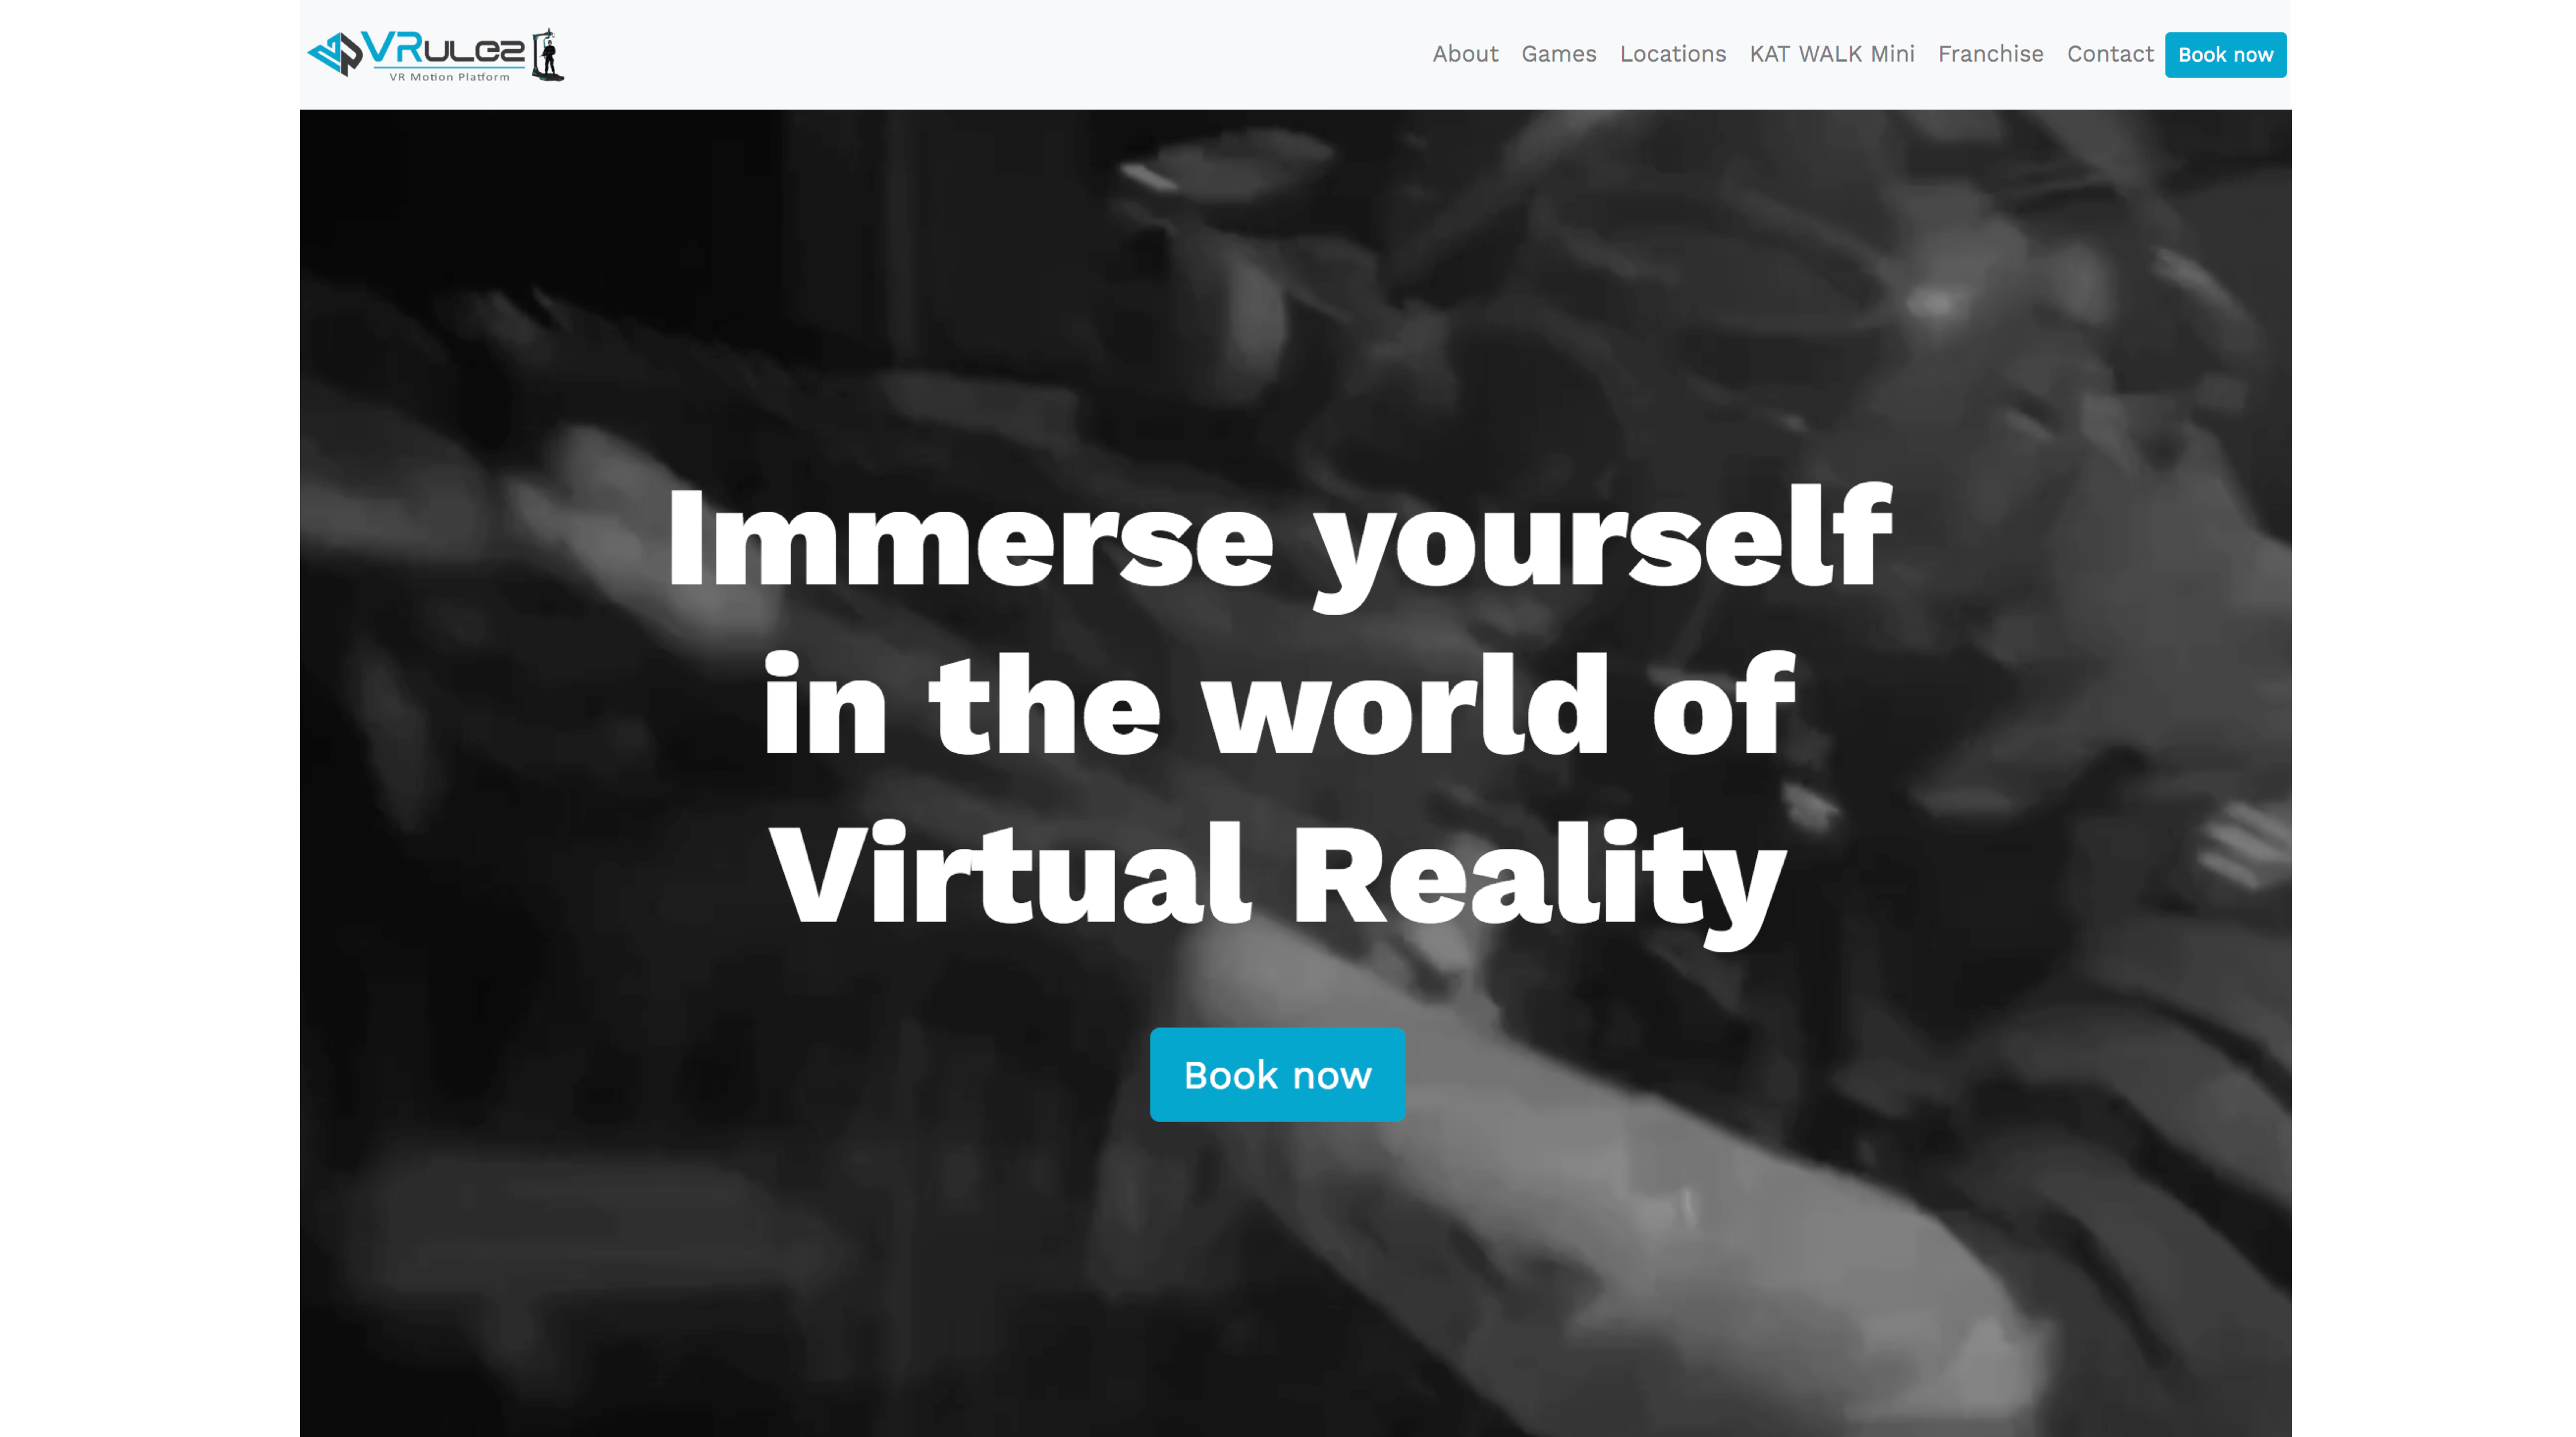 VRULEZ
VR Motion Platform
About Games Locations KAT WALK Mini Franchise Contact Book now
Immerse yourself
in the world of
Virtual Reality
Book now